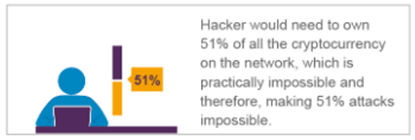 Hacker would need to own
51% of all the cryptocurrency
on the network, which is
practically impossible and
therefore, making 51% attacks
impossible.
51%